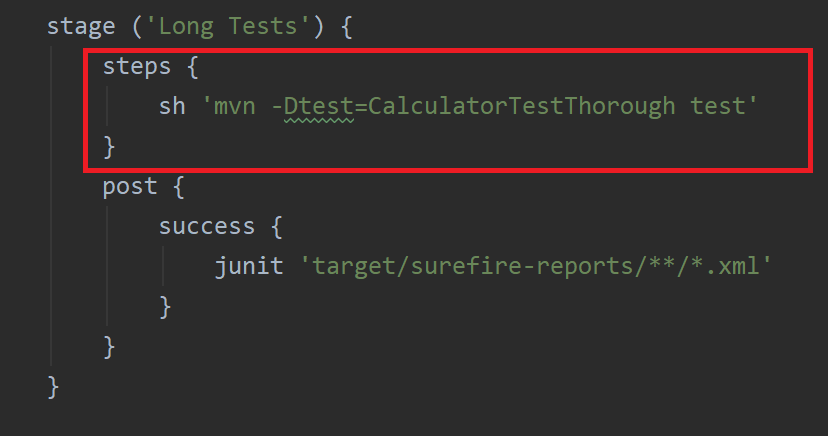 stage ('Long Tests') {
steps {
sh 'mvn -Dtest=CalculatorTestThorough test'
}
post {
success {
junit 'target/surefire-reports/**/*.xml'
}
}
}